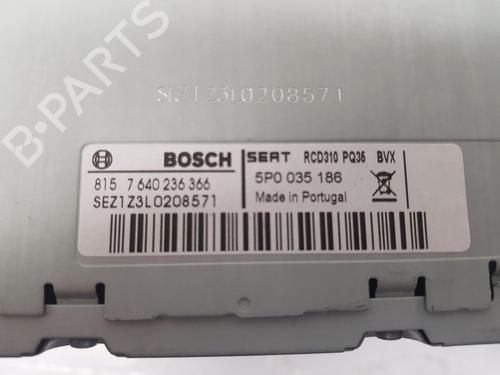 SEZ1Z3L0208571
BOSCH
SEAT RCD310 PQ35 BVX
815 7 640 236 366
5P0 035 186
SEZ1Z3L0208571
Made in Portugal
B-PARTS